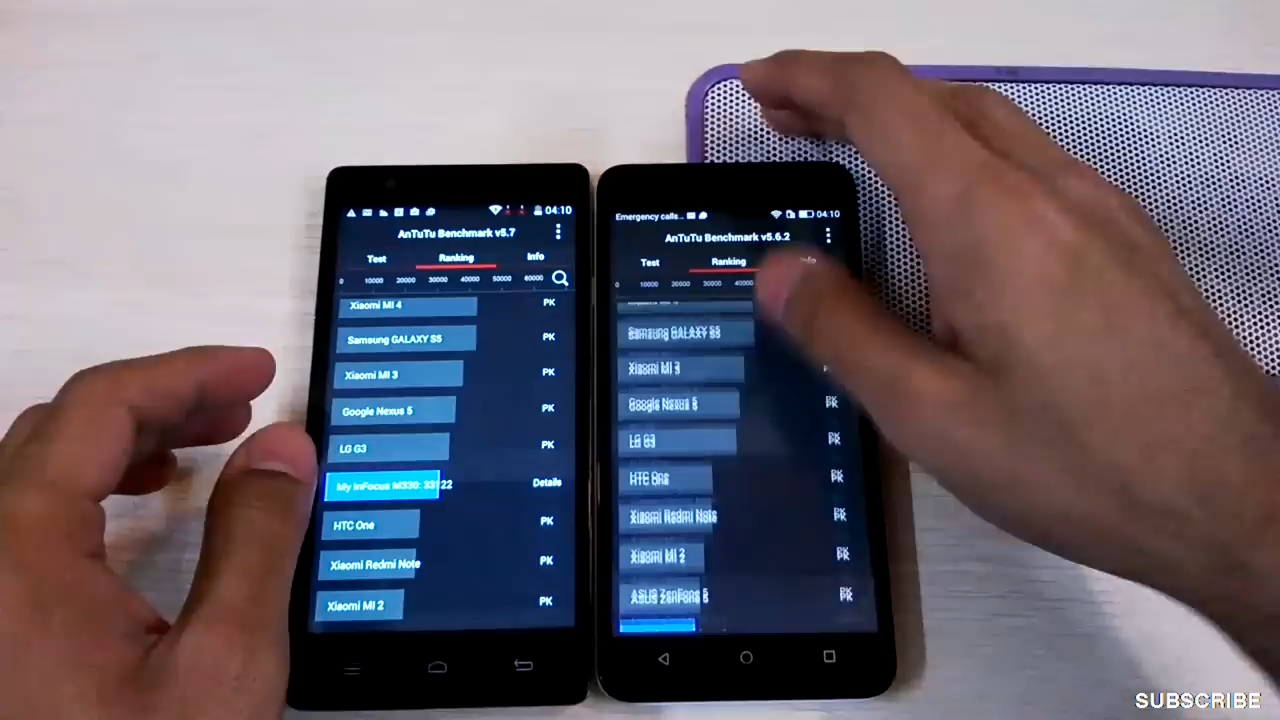 04:10
AnTuTu Benchmark v5.7
Test Ranking Info
0 10000 20000 30000 40000 50000 60000
Xiaomi MI 4 PK
Samsung GALAXY S5 PK
Xiaomi MI 3 PK
Google Nexus 5 PK
LG G3 PK
My InFocus M330: 33122 Details
HTC One PK
Xiaomi Redmi Note PK
Xiaomi MI 2 PK
Emergency calls.. 04:10
AnTuTu Benchmark v5.6.2
Test Ranking Info
0 10000 20000 30000 40000
Samsung GALAXY S5
Xiaomi MI 3
Google Nexus 5 PK
LG G3 PK
HTC One PK
Xiaomi Redmi Note PK
Xiaomi MI 2 PK
ASUS ZenFone 5 PK
SUBSCRIBE